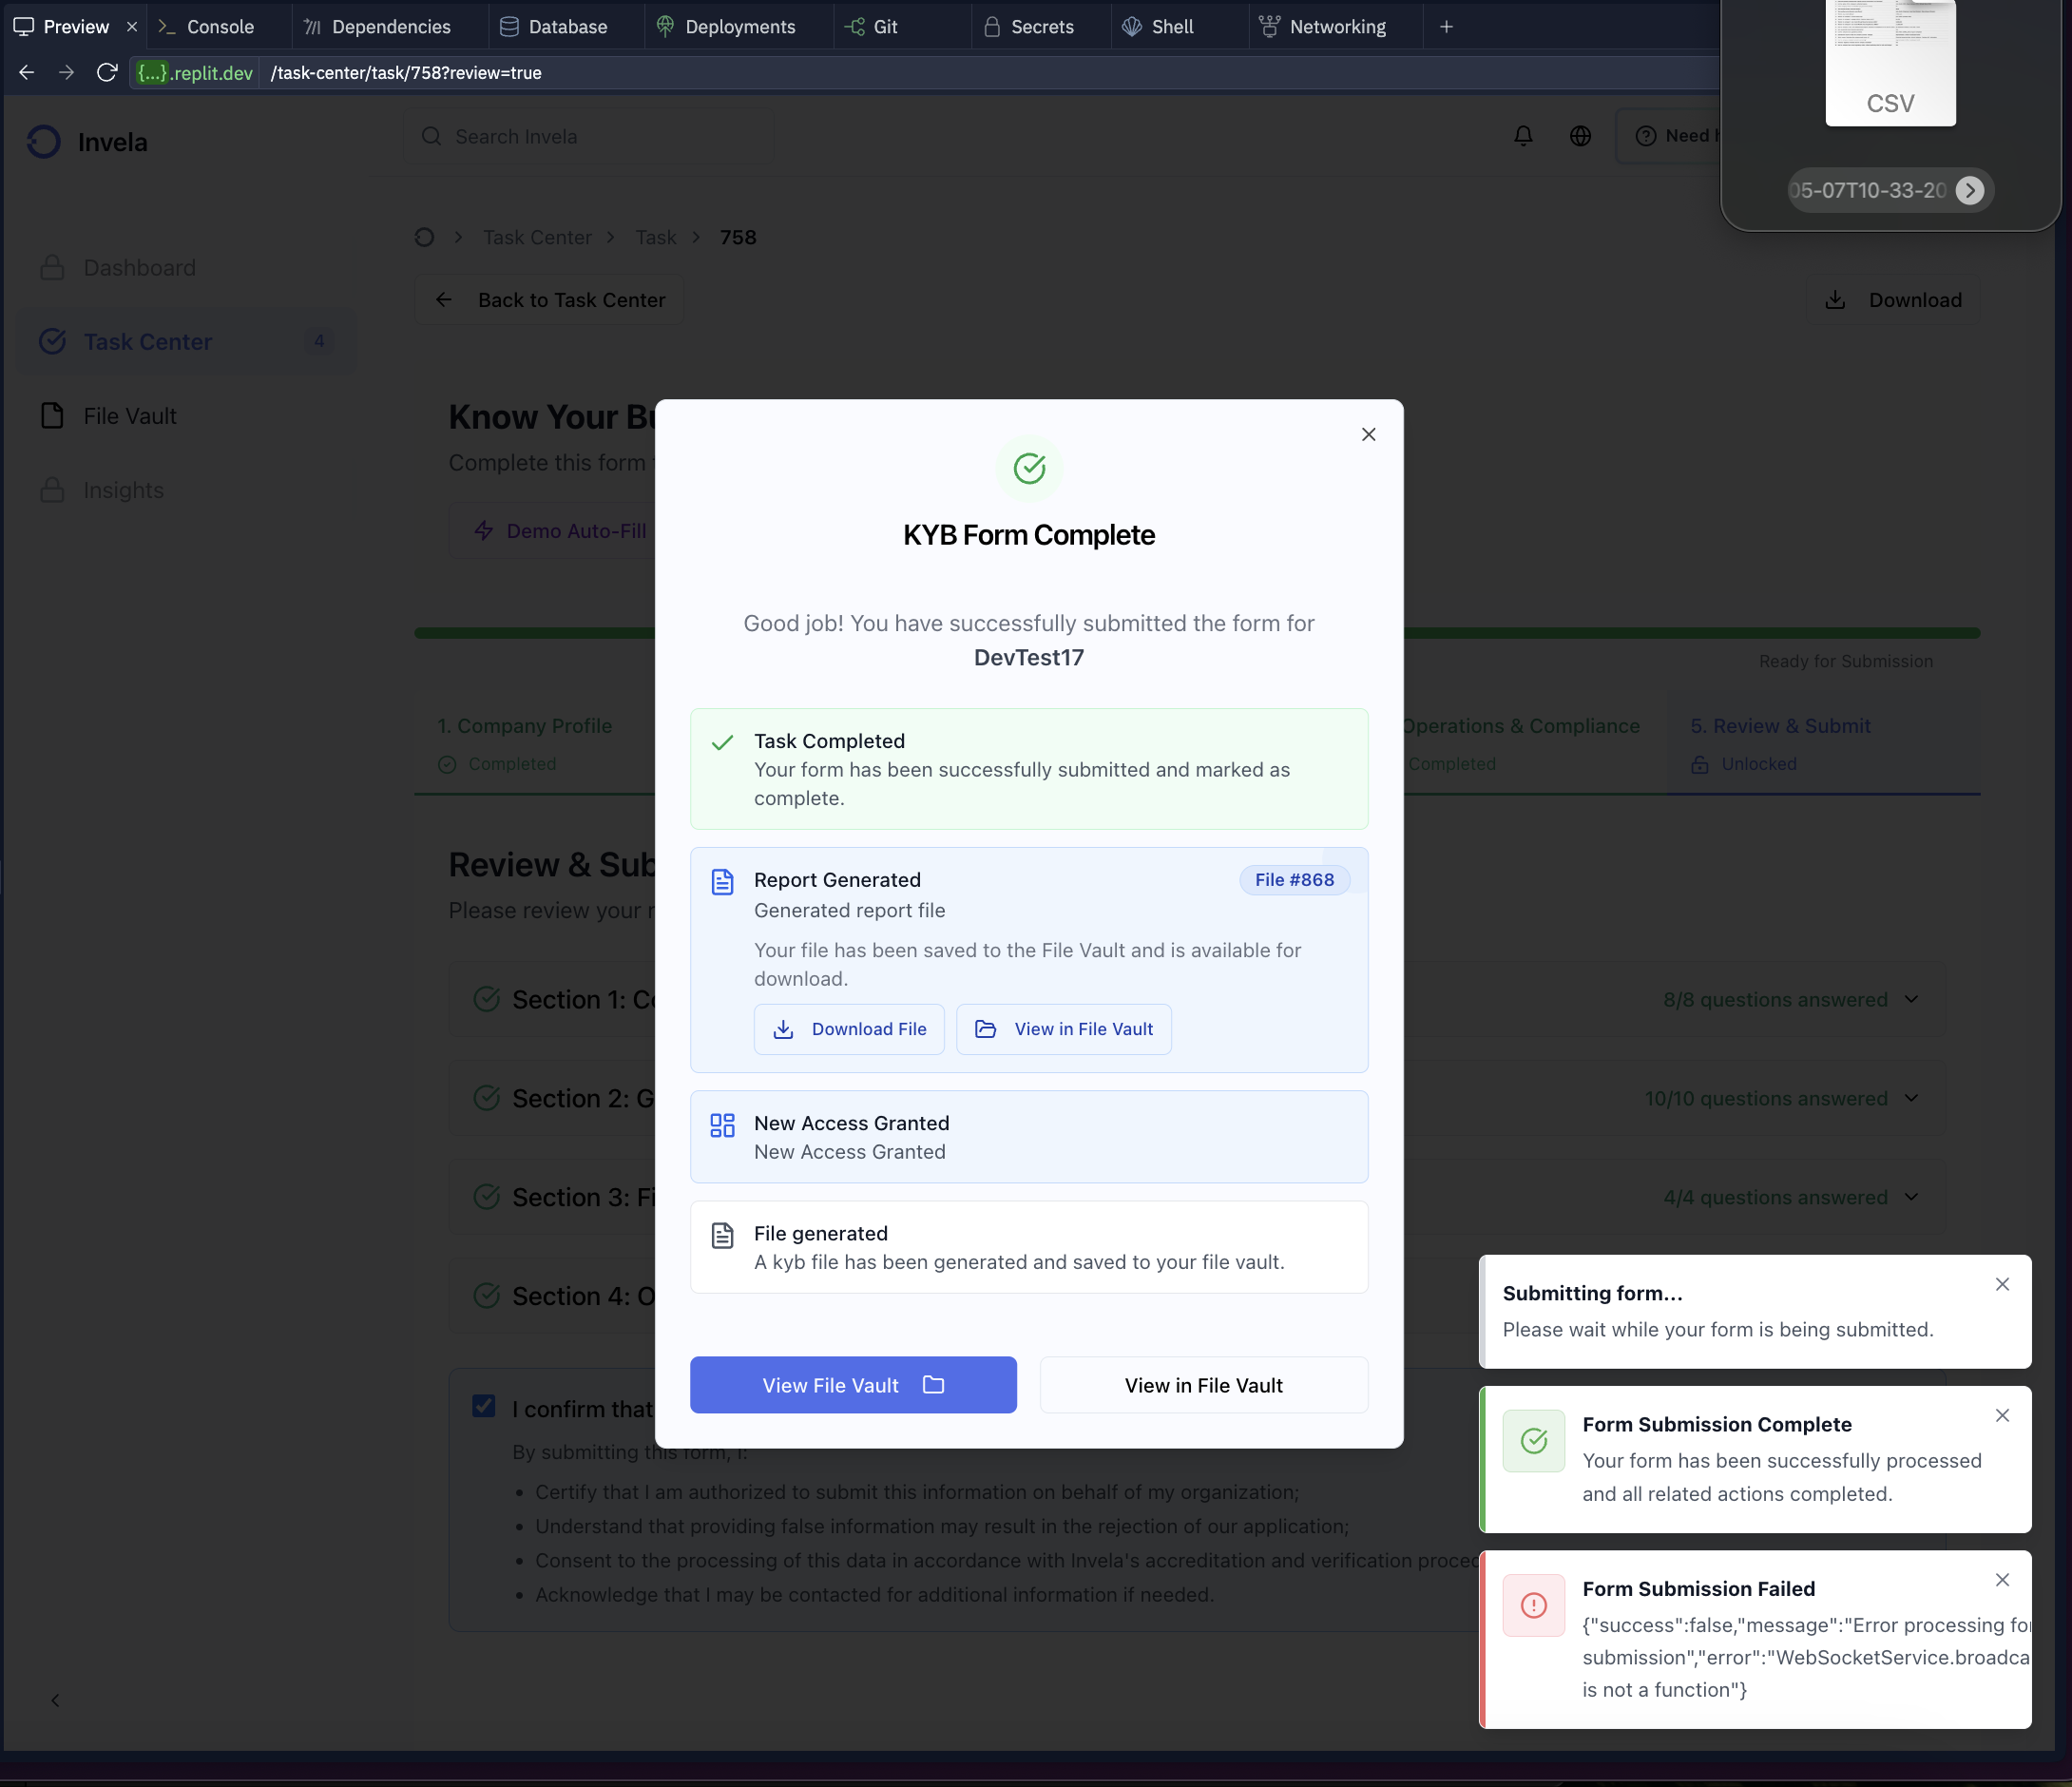 Preview
Console
Dependencies
Database
Deployments
Git
Secrets
Shell
Networking
{...}.replit.dev
/task-center/task/758?review=true
CSV
05-07T10-33-20
Invela
Search Invela
Need
Dashboard
Task Center
4
File Vault
Insights
Task Center
Task
758
Back to Task Center
Download
Know Your
Complete this form
Demo Auto-Fill
Ready for Submission
1. Company Profile
Completed
Operations & Compliance
Completed
5. Review & Submit
Unlocked
Review &
Please review your
Section 1:
8/8 questions answered
Section 2:
10/10 questions answered
Section 3:
4/4 questions answered
Section 4:
I confirm that
By submitting this form, I:
Certify that I am authorized to submit this information on behalf of my organization;
Understand that providing false information may result in the rejection of our application;
Consent to the processing of this data in accordance with Invela's accreditation and verification
Acknowledge that I may be contacted for additional information if needed.
KYB Form Complete
Good job! You have successfully submitted the form for
DevTest17
Task Completed
Your form has been successfully submitted and marked as
complete.
Report Generated
File #868
Generated report file
Your file has been saved to the File Vault and is available for
download.
Download File
View in File Vault
New Access Granted
New Access Granted
File generated
A kyb file has been generated and saved to your file vault.
View File Vault
View in File Vault
Submitting form...
Please wait while your form is being submitted.
Form Submission Complete
Your form has been successfully processed
and all related actions completed.
Form Submission Failed
{"success":false,"message":"Error processing
submission","error":"WebSocketService.broadca
is not a function"}